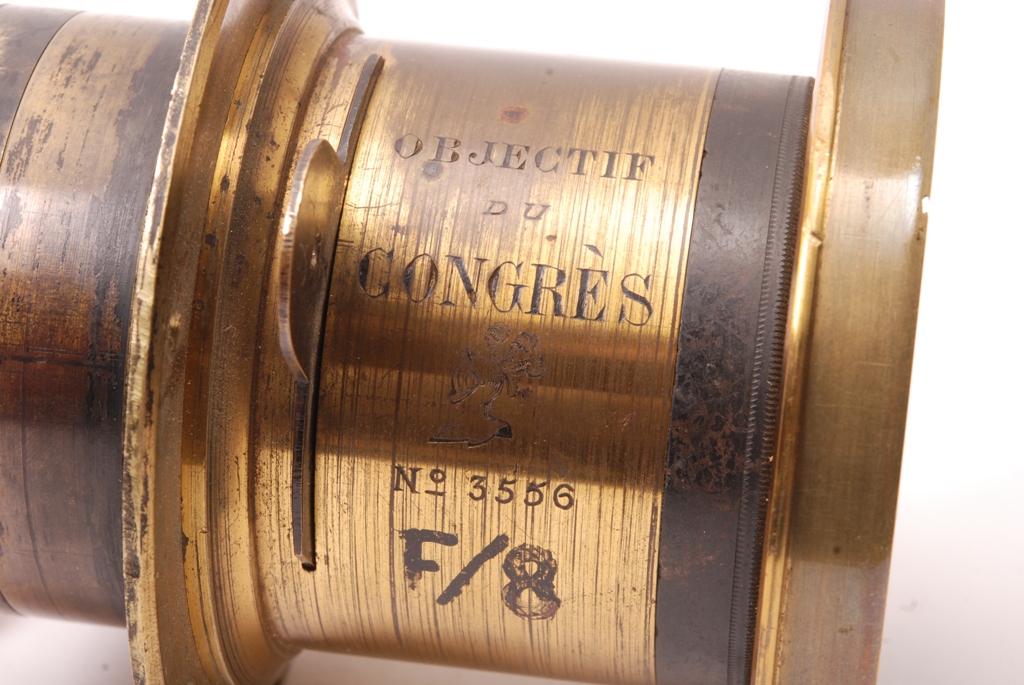 OBJECTIF
DU
CONGRÈS
Nº 3556
F/8